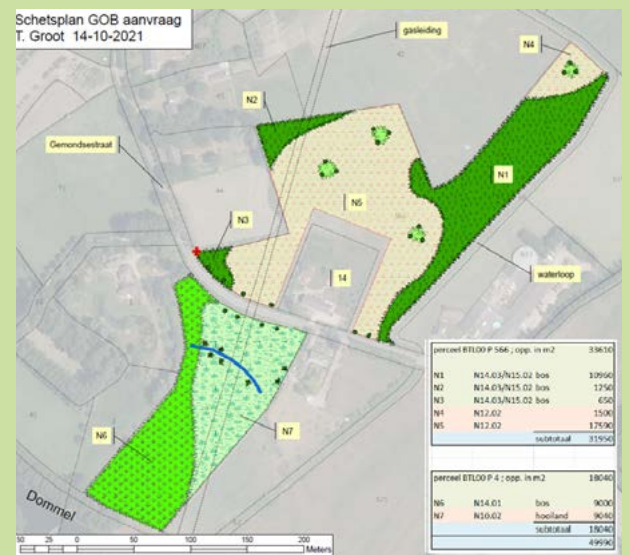 Schetsplan GOB aanvraag
T. Groot 14-10-2021
gasleiding
N4
N2
Gemondsestraat
N1
N5
N3
14
waterloop
N6
N7
Dommel
perceel BTL00 P 566 ; opp. in m2 33610
N1 N14.03/N15.02 bos 10960
N2 N14.03/N15.02 bos 1250
N3 N14.03/N15.02 bos 650
N4 N12.02 1500
N5 N12.02 17590
subtotaal 31950
perceel BTL00 P 4 ; opp. in m2 18040
N6 N14.01 bos 9000
N7 N10.02 hooiland 9040
subtotaal 18040
49990
50 25 0 50 100 150 200
Meters